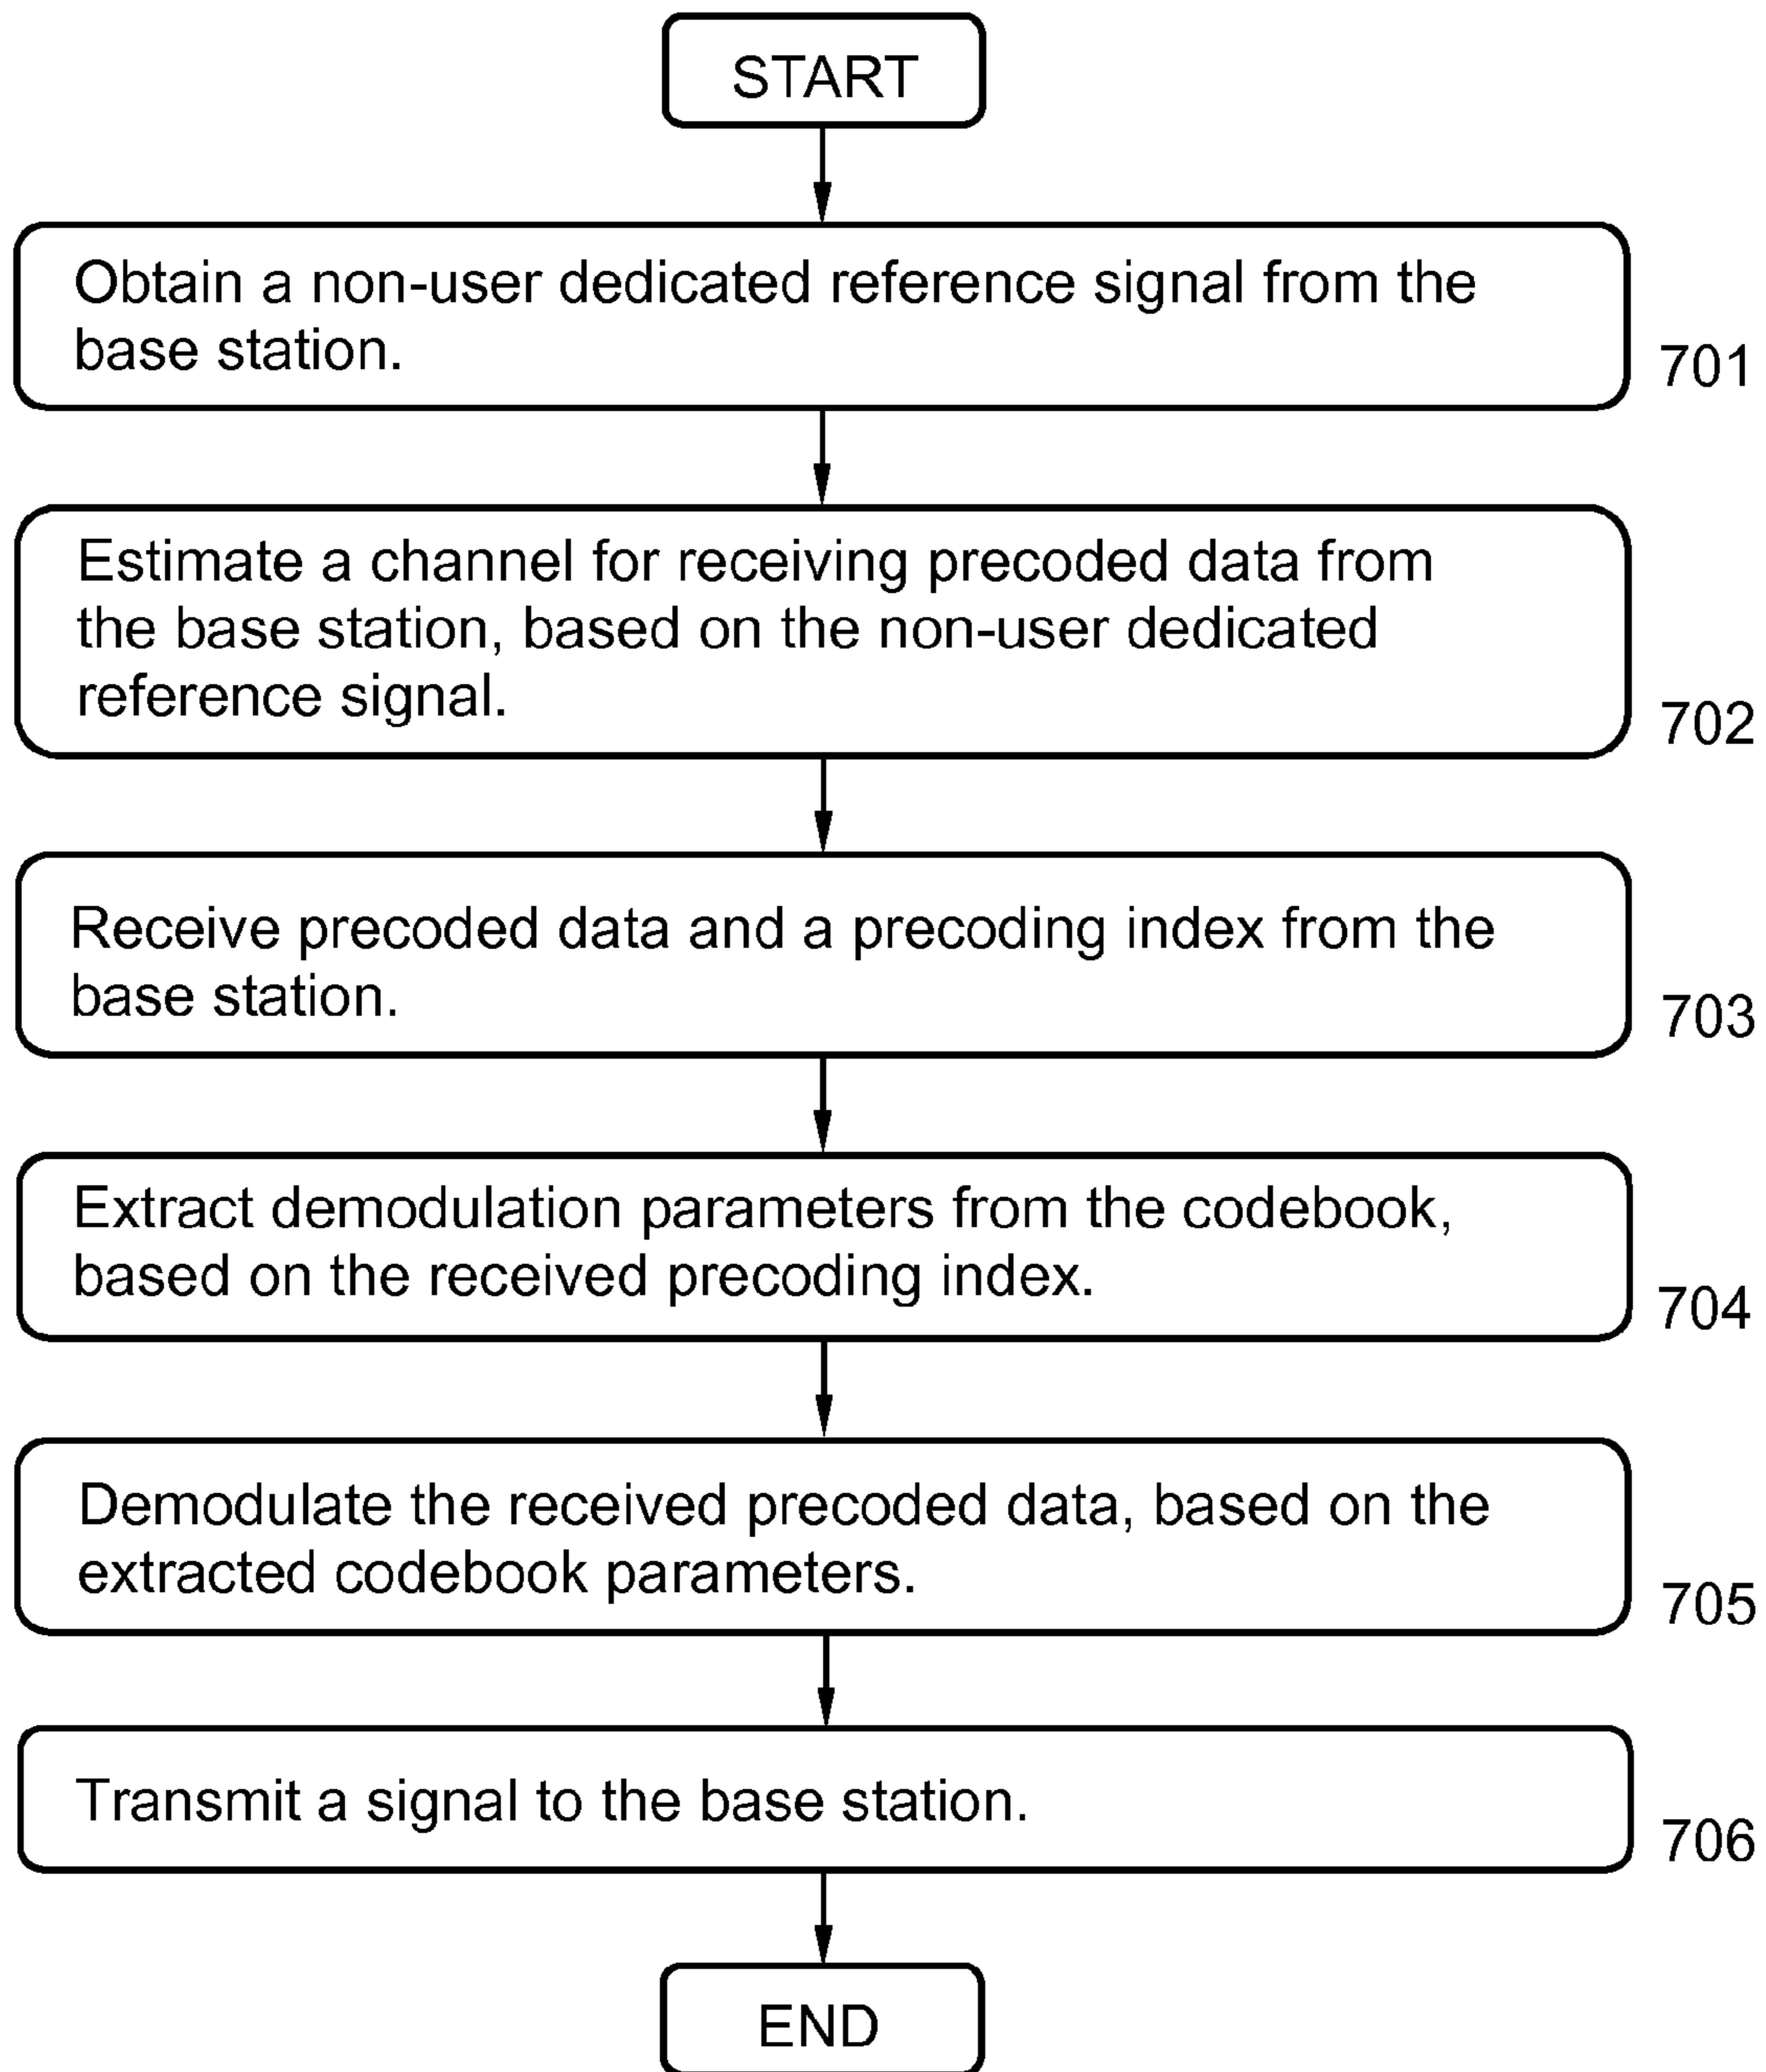 START
Obtain a non-user dedicated reference signal from the
base station.
701
Estimate a channel for receiving precoded data from
the base station, based on the non-user dedicated
reference signal.
702
Receive precoded data and a precoding index from the
base station.
703
Extract demodulation parameters from the codebook,
based on the received precoding index.
704
Demodulate the received precoded data, based on the
extracted codebook parameters.
705
Transmit a signal to the base station.
706
END